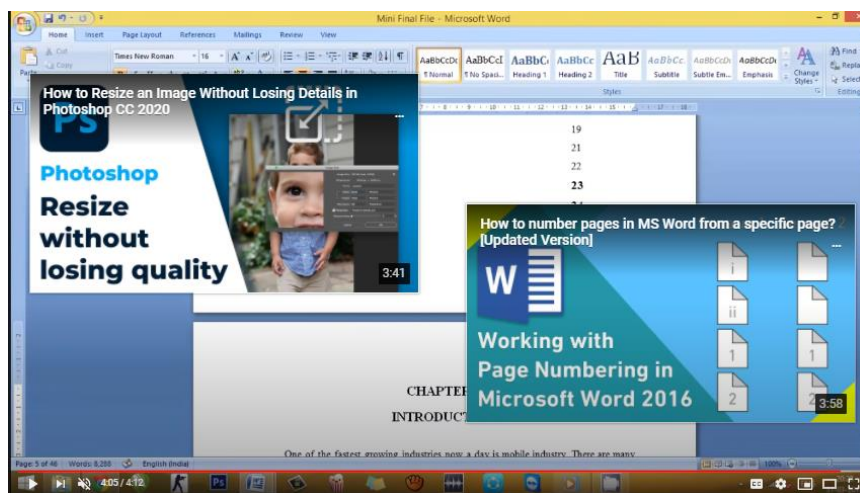 Mini Final File - Microsoft Word
Home Insert Page Layout References Mailings Review View
Cut
Copy
Times New Roman 16
AaBbCcDc AaBbCcI AaBbC AaBbCc AaB AaBbCc. AaBbCcDc AaBbCcDc
¶ Normal ¶ No Spaci... Heading 1 Heading 2 Title Subtitle Subtle Em... Emphasis
Change
Styles
Find
Styles
Editing
How to Resize an Image Without Losing Details in
Photoshop CC 2020
Ps
Photoshop
Resize
without
losing quality
3:41
19
21
22
23
How to number pages in MS Word from a specific page?
[Updated Version]
W
i
ii
1 1
2 2
Working with
Page Numbering in
Microsoft Word 2016
3:58
CHAPTE
INTRODUC
One of the fastest growing industries now a day is mobile industry. There are many
Page: 5 of 46 Words: 8,288 English (India)
100%
4:05 / 4:12
Ps